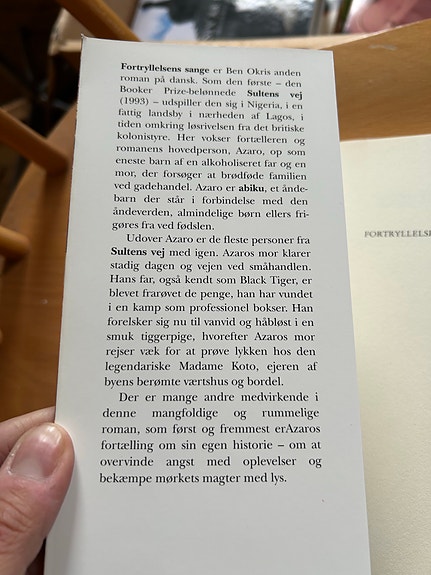 Fortryllelsens sange er Ben Okris anden
roman på dansk. Som den første – den
Booker Prize-belønnede Sultens vej
(1993) – udspiller den sig i Nigeria, i en
fattig landsby i nærheden af Lagos, i
tiden omkring løsrivelsen fra det britiske
kolonistyre. Her vokser fortælleren og
romanens hovedperson, Azaro, op som
eneste barn af en alkoholiseret far og en
mor, der forsøger at brødføde familien
ved gadehandel. Azaro er abiku, et ånde-
barn der står i forbindelse med den
åndeverden, almindelige børn ellers fri-
gøres fra ved fødslen.
Udover Azaro er de fleste personer fra
Sultens vej med igen. Azaros mor klarer
stadig dagen og vejen ved småhandlen.
Hans far, også kendt som Black Tiger, er
blevet frarøvet de penge, han har vundet
i en kamp som professionel bokser. Han
forelsker sig nu til vanvid og håbløst i en
smuk tiggerpige, hvorefter Azaros mor
rejser væk for at prøve lykken hos den
legendariske Madame Koto, ejeren af
byens berømte værtshus og bordel.
Der er mange andre medvirkende i
denne mangfoldige og rummelige
roman, som først og fremmest erAzaros
fortælling om sin egen historie – om at
overvinde angst med oplevelser og
bekæmpe mørkets magter med lys.
FORTRYLLELSE